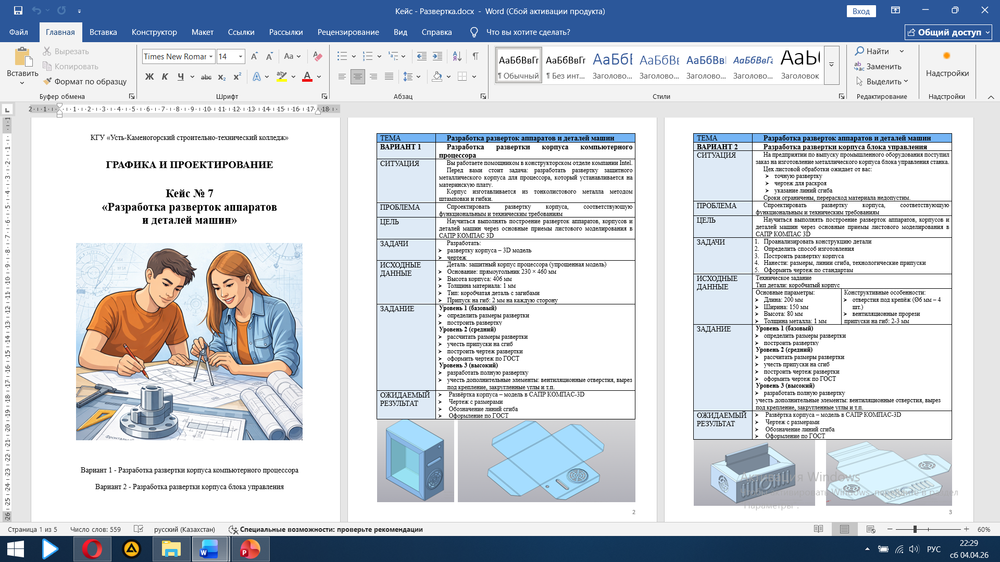 Кейс - Развертка.docx - Word (Сбой активации продукта)
Вход
Файл Главная Вставка Конструктор Макет Ссылки Рассылки Рецензирование Вид Справка Что вы хотите сделать? Общий доступ
Вставить
Вырезать
Копировать
Формат по образцу
Буфер обмена
Times New Roman 14
Aa
Ж К Ч abc x₂ x²
Шрифт
Абзац
АаБбВвГг АаБбВвГг
¶ Обычный ¶ Без инт... Заголово... Заголово... Заголово... Заголово... Заголовок
Стили
Найти
Заменить
Выделить
Редактирование
Надстройки
Надстройки
КГУ «Усть-Каменогорский строительно-технический колледж»
ГРАФИКА И ПРОЕКТИРОВАНИЕ
Кейс № 7
«Разработка разверток аппаратов
и деталей машин»
Вариант 1 - Разработка развертки корпуса компьютерного процессора
Вариант 2 - Разработка развертки корпуса блока управления
ТЕМА Разработка разверток аппаратов и деталей машин
ВАРИАНТ 1 Разработка развертки корпуса компьютерного
процессора
СИТУАЦИЯ Вы работаете помощником в конструкторском отделе компании Intel.
Перед вами стоит задача: разработать развертку защитного
металлического корпуса для процессора, который устанавливается на
материнскую плату.
Корпус изготавливается из тонколистового металла методом
штамповки и гибки.
ПРОБЛЕМА Спроектировать развертку корпуса, соответствующую
функциональным и техническим требованиям
ЦЕЛЬ Научиться выполнять построение разверток аппаратов, корпусов и
деталей машин через основные приемы листового моделирования в
САПР КОМПАС 3D
ЗАДАЧИ Разработать:
➢ развертку корпуса – 3D модель
➢ чертеж
ИСХОДНЫЕ ДАННЫЕ Деталь: защитный корпус процессора (упрощенная модель)
➢ Основание: прямоугольник 230 × 460 мм
➢ Высота корпуса: 406 мм
➢ Толщина материала: 1 мм
➢ Тип: коробчатая деталь с загибами
➢ Припуск на гиб: 2 мм на каждую сторону
ЗАДАНИЕ Уровень 1 (базовый)
➢ определить размеры развертки
➢ построить развертку
Уровень 2 (средний)
➢ рассчитать размеры развертки
➢ учесть припуски на сгиб
➢ построить чертеж развертки
➢ оформить чертеж по ГОСТ
Уровень 3 (высокий)
➢ разработать полную развертку
➢ учесть дополнительные элементы: вентиляционные отверстия, вырез
под крепление, закругленные углы и т.п.
ОЖИДАЕМЫЙ РЕЗУЛЬТАТ ➢ Развёртка корпуса – модель в САПР КОМПАС-3D
➢ Чертеж с размерами
➢ Обозначение линий сгиба
➢ Оформление по ГОСТ
2
ТЕМА Разработка разверток аппаратов и деталей машин
ВАРИАНТ 2 Разработка развертки корпуса блока управления
СИТУАЦИЯ На предприятии по выпуску промышленного оборудования поступил
заказ на изготовление металлического корпуса блока управления станка.
Цех листовой обработки ожидает от вас:
➢ точную развертку
➢ чертеж для раскроя
➢ указание линий сгиба
Сроки ограничены, перерасход материала недопустим.
ПРОБЛЕМА Спроектировать развертку корпуса, соответствующую
функциональным и техническим требованиям
ЦЕЛЬ Научиться выполнять построение разверток аппаратов, корпусов и
деталей машин через основные приемы листового моделирования в
САПР КОМПАС 3D
ЗАДАЧИ 1. Проанализировать конструкцию детали
2. Определить способ изготовления
3. Построить развертку корпуса
4. Нанести: размеры, линии сгиба, технологические припуски
5. Оформить чертеж по стандартам
ИСХОДНЫЕ ДАННЫЕ Техническое задание
Тип детали: коробчатый корпус
Основные параметры:
➢ Длина: 200 мм
➢ Ширина: 150 мм
➢ Высота: 80 мм
➢ Толщина металла: 1 мм
Конструктивные особенности:
➢ отверстия под крепёж (Ø6 мм – 4
шт.)
➢ вентиляционные прорези
припуски на гиб: 2-3 мм
ЗАДАНИЕ Уровень 1 (базовый)
➢ определить размеры развертки
➢ построить развертку
Уровень 2 (средний)
➢ рассчитать размеры развертки
➢ учесть припуски на сгиб
➢ построить чертеж развертки
➢ оформить чертеж по ГОСТ
Уровень 3 (высокий)
➢ разработать полную развертку
учесть дополнительные элементы: вентиляционные отверстия, вырез
под крепление, закругленные углы и т.п.
ОЖИДАЕМЫЙ РЕЗУЛЬТАТ ➢ Развёртка корпуса – модель в САПР КОМПАС-3D
➢ Чертеж с размерами
➢ Обозначение линий сгиба
➢ Оформление по ГОСТ
Активация Windows
Чтобы активировать Windows, перейдите в раздел
"Параметры".
3
Страница 1 из 5 Число слов: 559 русский (Казахстан) Специальные возможности: проверьте рекомендации 60%
РУС
22:29
сб 04.04.26